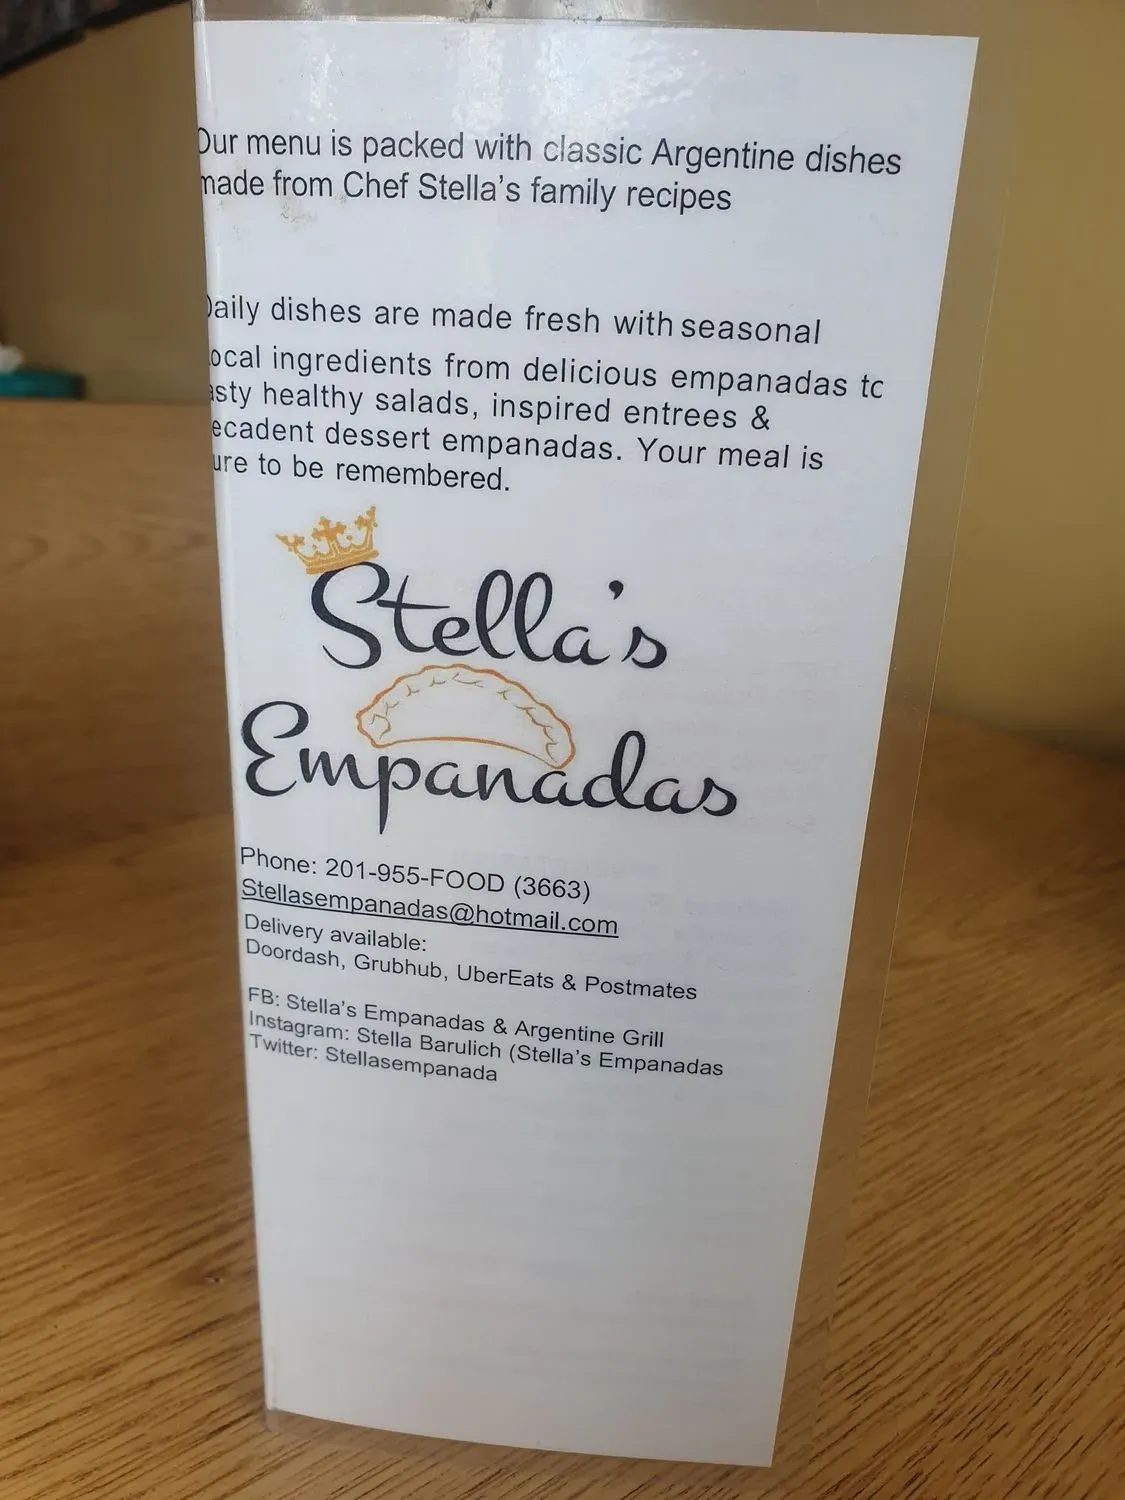 Our menu is packed with classic Argentine dishes
made from Chef Stella's family recipes
Daily dishes are made fresh with seasonal
Local ingredients from delicious empanadas to
asty healthy salads, inspired entrees &
ecadent dessert empanadas. Your meal is
ure to be remembered.
Stella's
Empanadas
Phone: 201-955-FOOD (3663)
Stellasempanadas@hotmail.com
Delivery available:
Doordash, Grubhub, UberEats & Postmates
FB: Stella's Empanadas & Argentine Grill
Instagram: Stella Barulich (Stella's Empanadas
Twitter: Stellasempanada